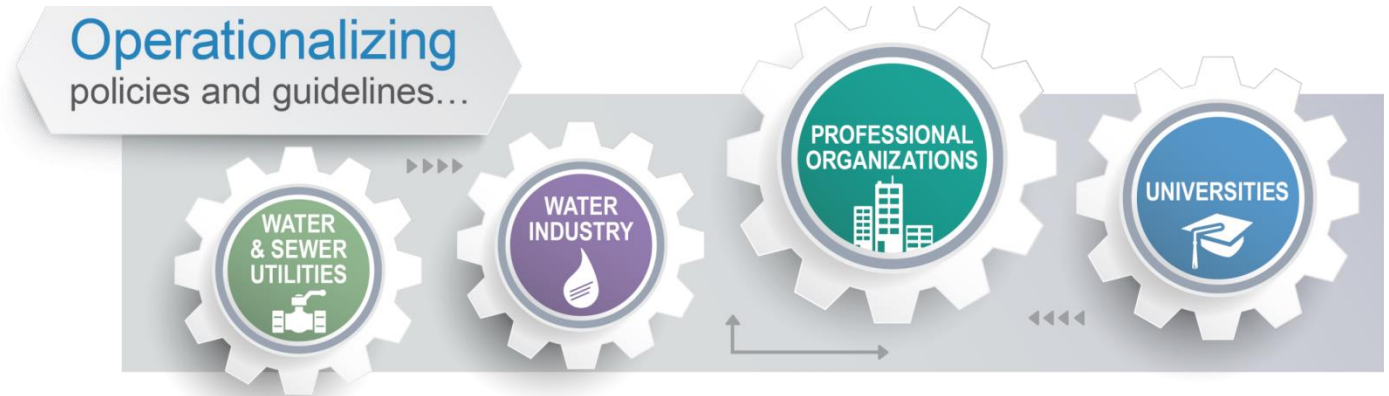 Operationalizing
policies and guidelines...
WATER
& SEWER
UTILITIES
WATER
INDUSTRY
PROFESSIONAL
ORGANIZATIONS
UNIVERSITIES